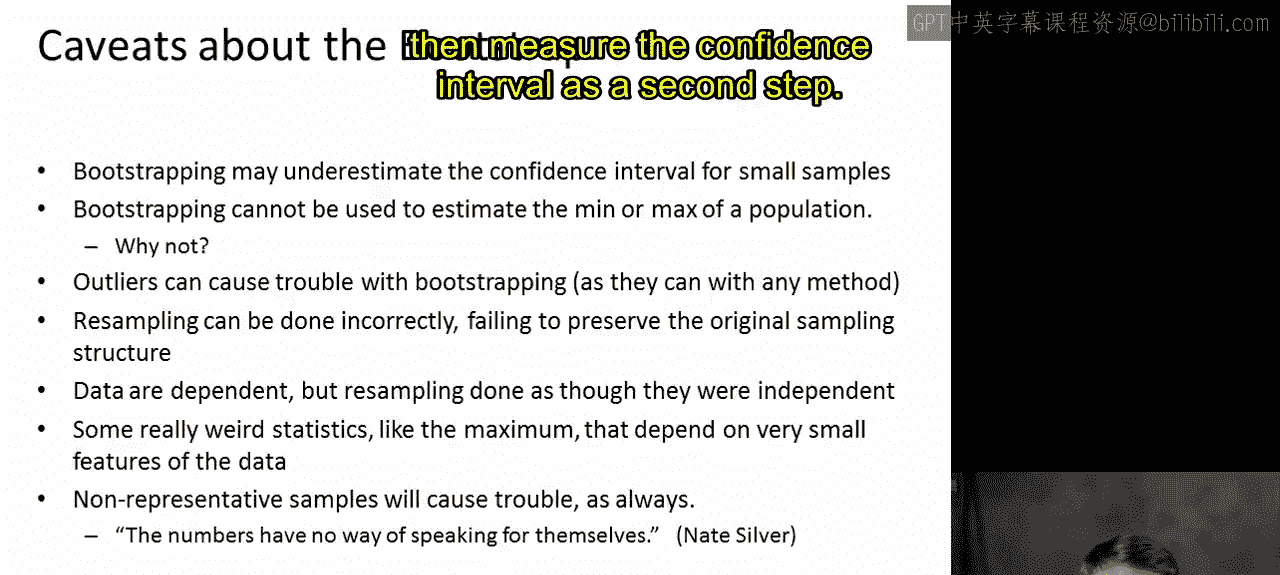 GPT中英字幕课程资源@bilibili.com
Caveats about the
then measure the confidence
interval as a second step.
• Bootstrapping may underestimate the confidence interval for small samples
• Bootstrapping cannot be used to estimate the min or max of a population.
– Why not?
• Outliers can cause trouble with bootstrapping (as they can with any method)
• Resampling can be done incorrectly, failing to preserve the original sampling
structure
• Data are dependent, but resampling done as though they were independent
• Some really weird statistics, like the maximum, that depend on very small
features of the data
• Non-representative samples will cause trouble, as always.
– “The numbers have no way of speaking for themselves.” (Nate Silver)